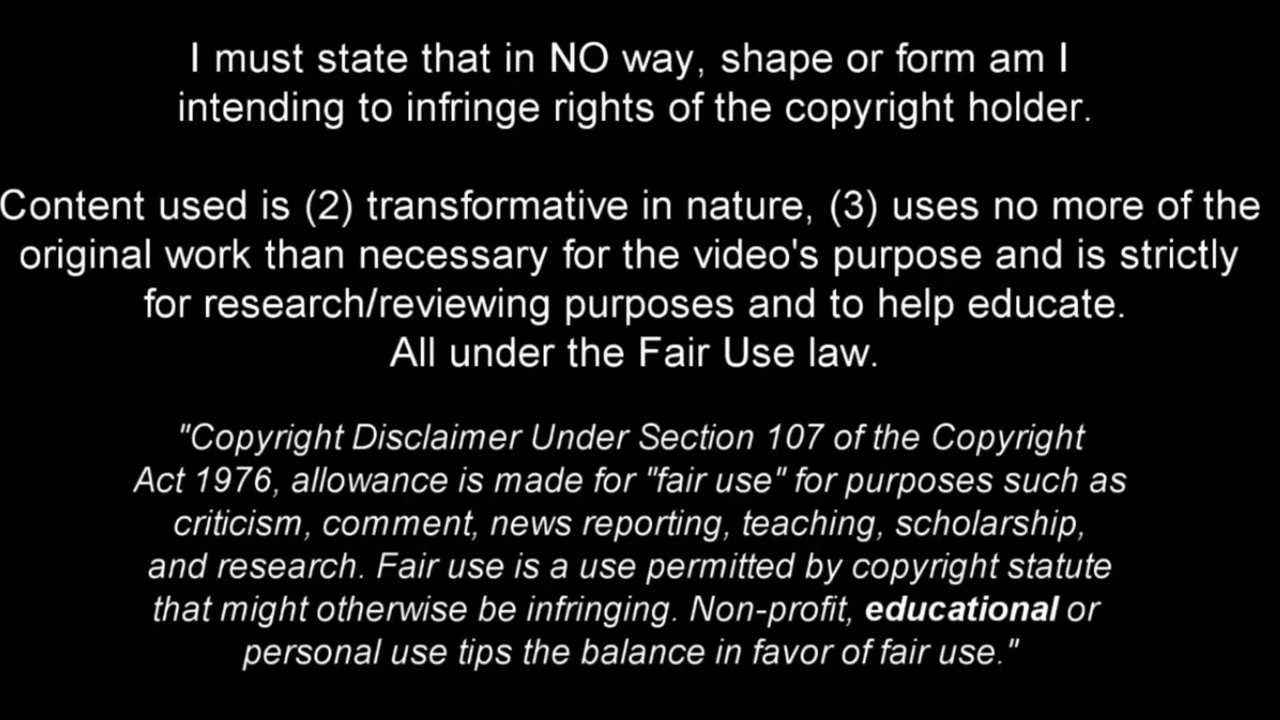 I must state that in NO way, shape or form am I
intending to infringe rights of the copyright holder.
Content used is (2) transformative in nature, (3) uses no more of the
original work than necessary for the video's purpose and is strictly
for research/reviewing purposes and to help educate.
All under the Fair Use law.
"Copyright Disclaimer Under Section 107 of the Copyright
Act 1976, allowance is made for "fair use" for purposes such as
criticism, comment, news reporting, teaching, scholarship,
and research. Fair use is a use permitted by copyright statute
that might otherwise be infringing. Non-profit, educational or
personal use tips the balance in favor of fair use."